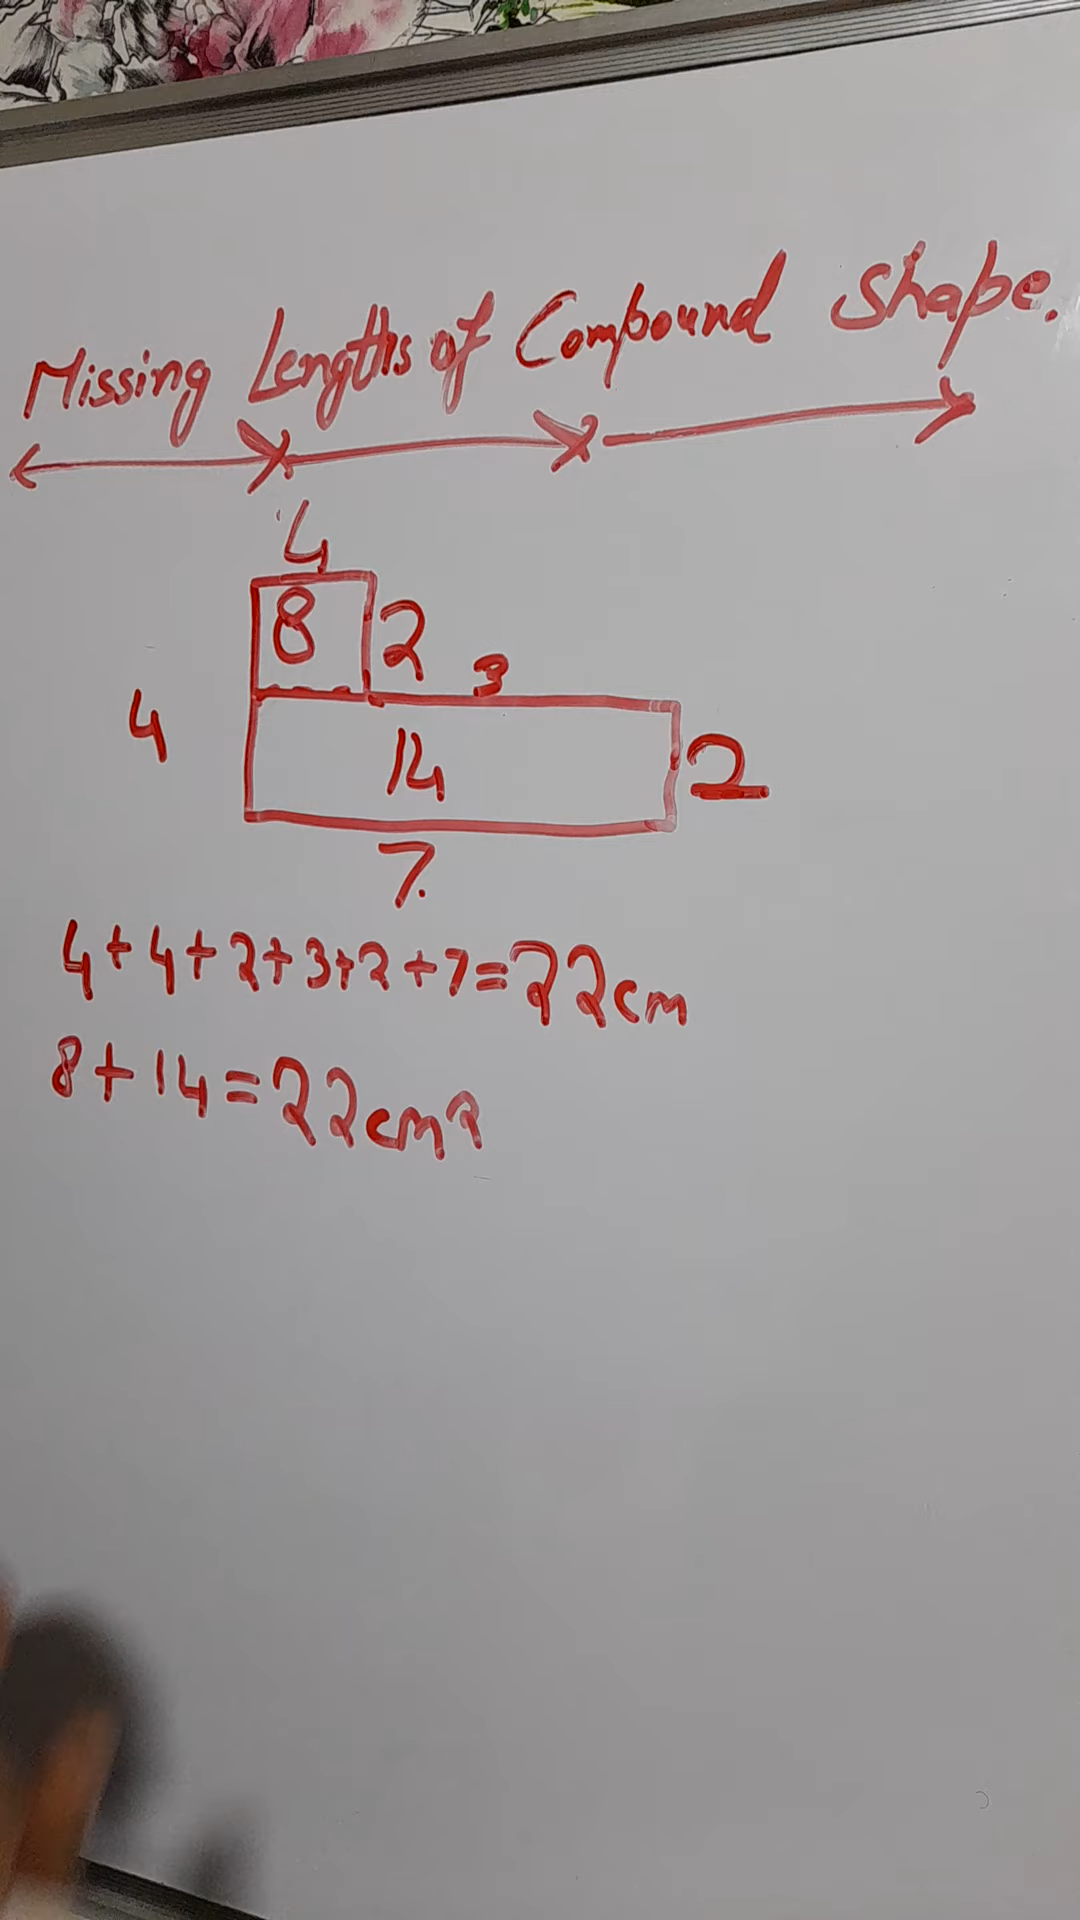 Missing Lengths of Compound Shape.
4
8 2
3
4
14 2
7
4+4+2+3+2+7=22cm
8+14=22cm2